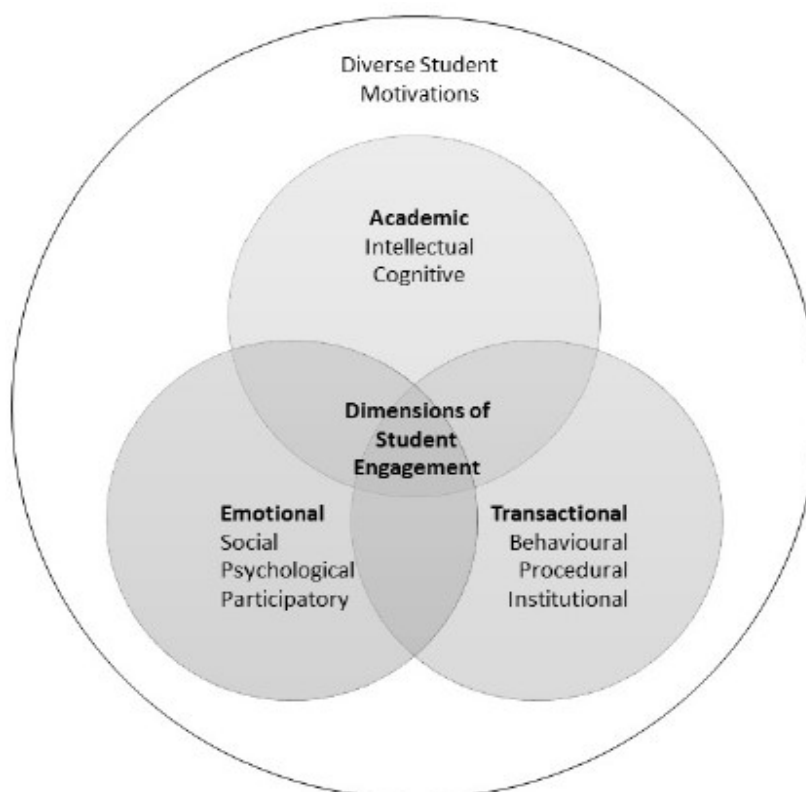 Diverse Student
Motivations
Academic
Intellectual
Cognitive
Dimensions of
Student
Engagement
Emotional
Social
Psychological
Participatory
Transactional
Behavioural
Procedural
Institutional